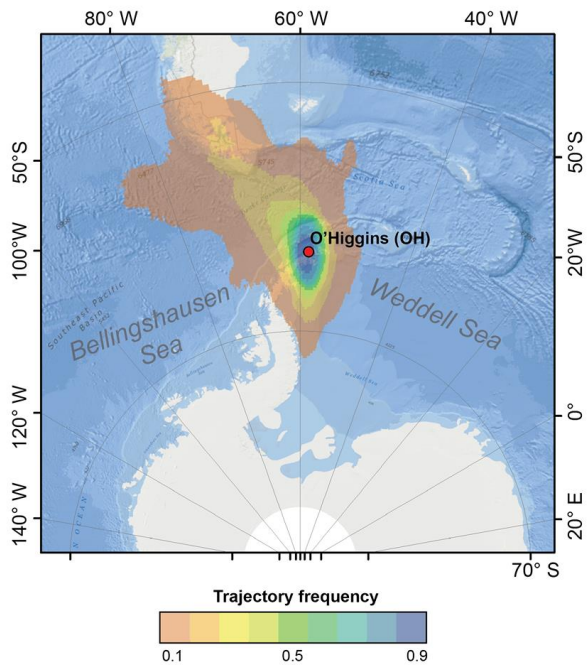 80° W
60° W
40° W
50°S
50°S
Scotia Sea
O'Higgins (OH)
100°W
20°W
Southeast Pacific
Basin
Bellingshausen
Sea
Weddell Sea
120° W
0°
140° W
20° E
70° S
Trajectory frequency
0.1
0.5
0.9